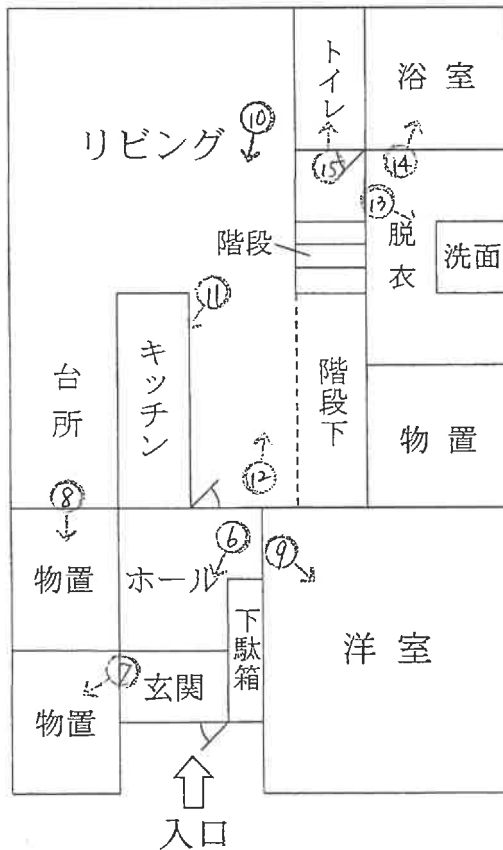 トイレ
浴室
⑩
リビング
⑮
⑭
⑬
階段
脱衣
洗面
⑪
キッチン
台所
階段下
物置
⑫
⑧
⑥
⑨
物置
ホール
下駄箱
洋室
⑦
玄関
物置
入口